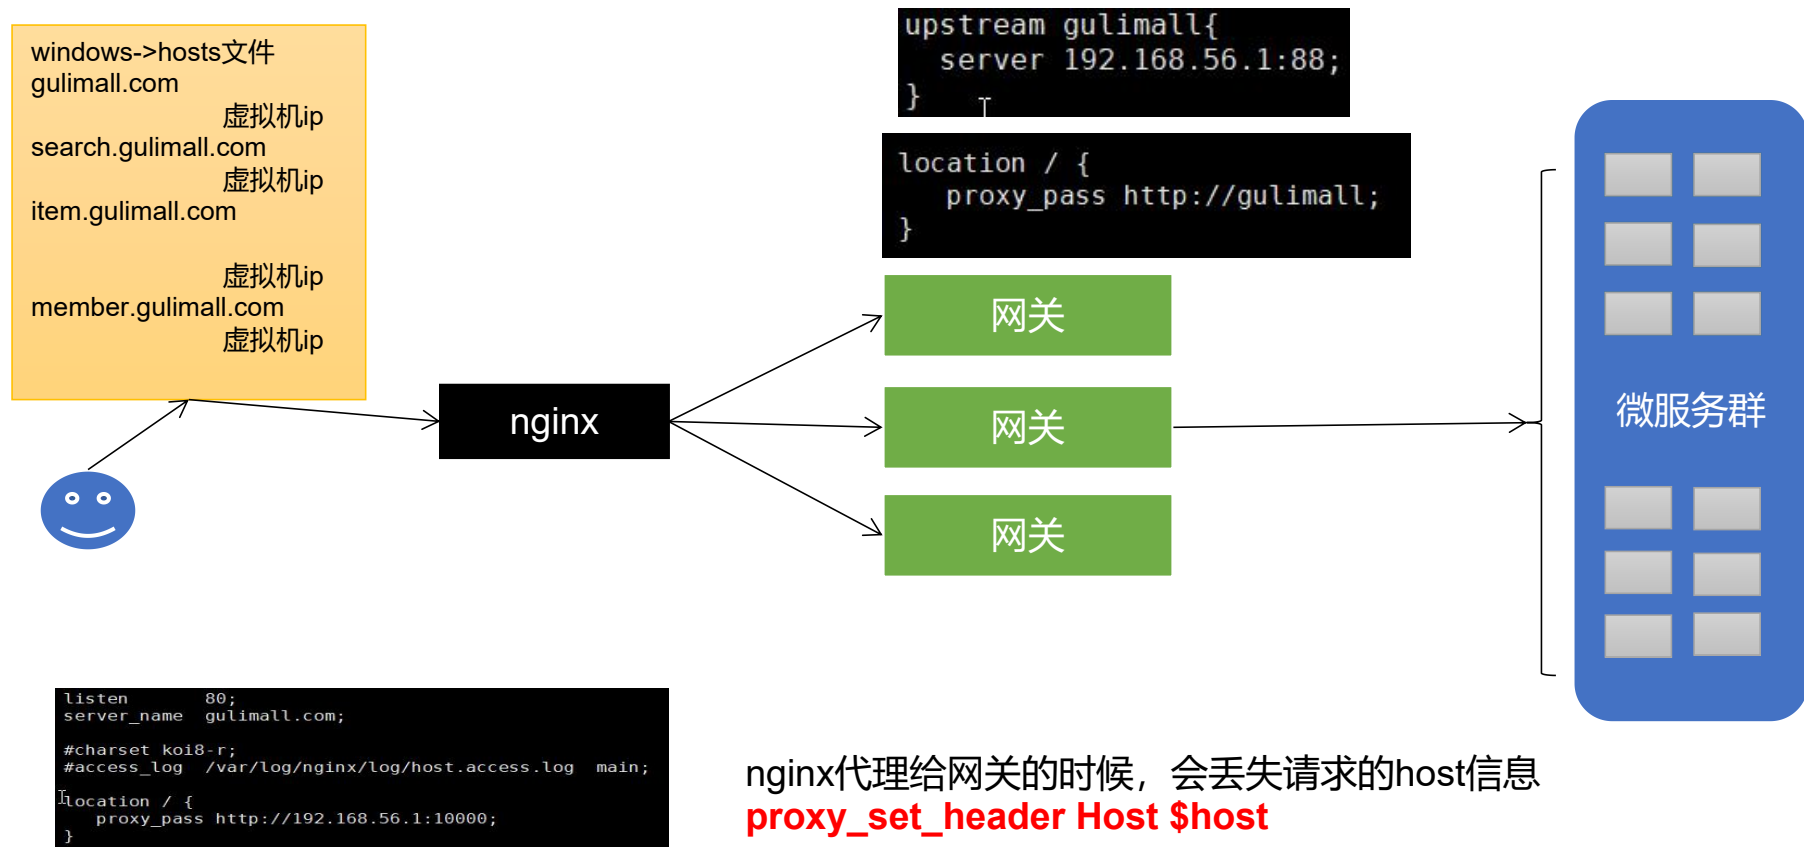 windows->hosts文件
gulimall.com
虚拟机ip
search.gulimall.com
虚拟机ip
item.gulimall.com
虚拟机ip
member.gulimall.com
虚拟机ip
upstream gulimall{
server 192.168.56.1:88;
}
location / {
proxy_pass http://gulimall;
}
nginx
网关
网关
网关
微服务群
listen 80;
server_name gulimall.com;
#charset koi8-r;
#access_log /var/log/nginx/log/host.access.log main;
location / {
proxy_pass http://192.168.56.1:10000;
}
nginx代理给网关的时候，会丢失请求的host信息
proxy_set_header Host $host